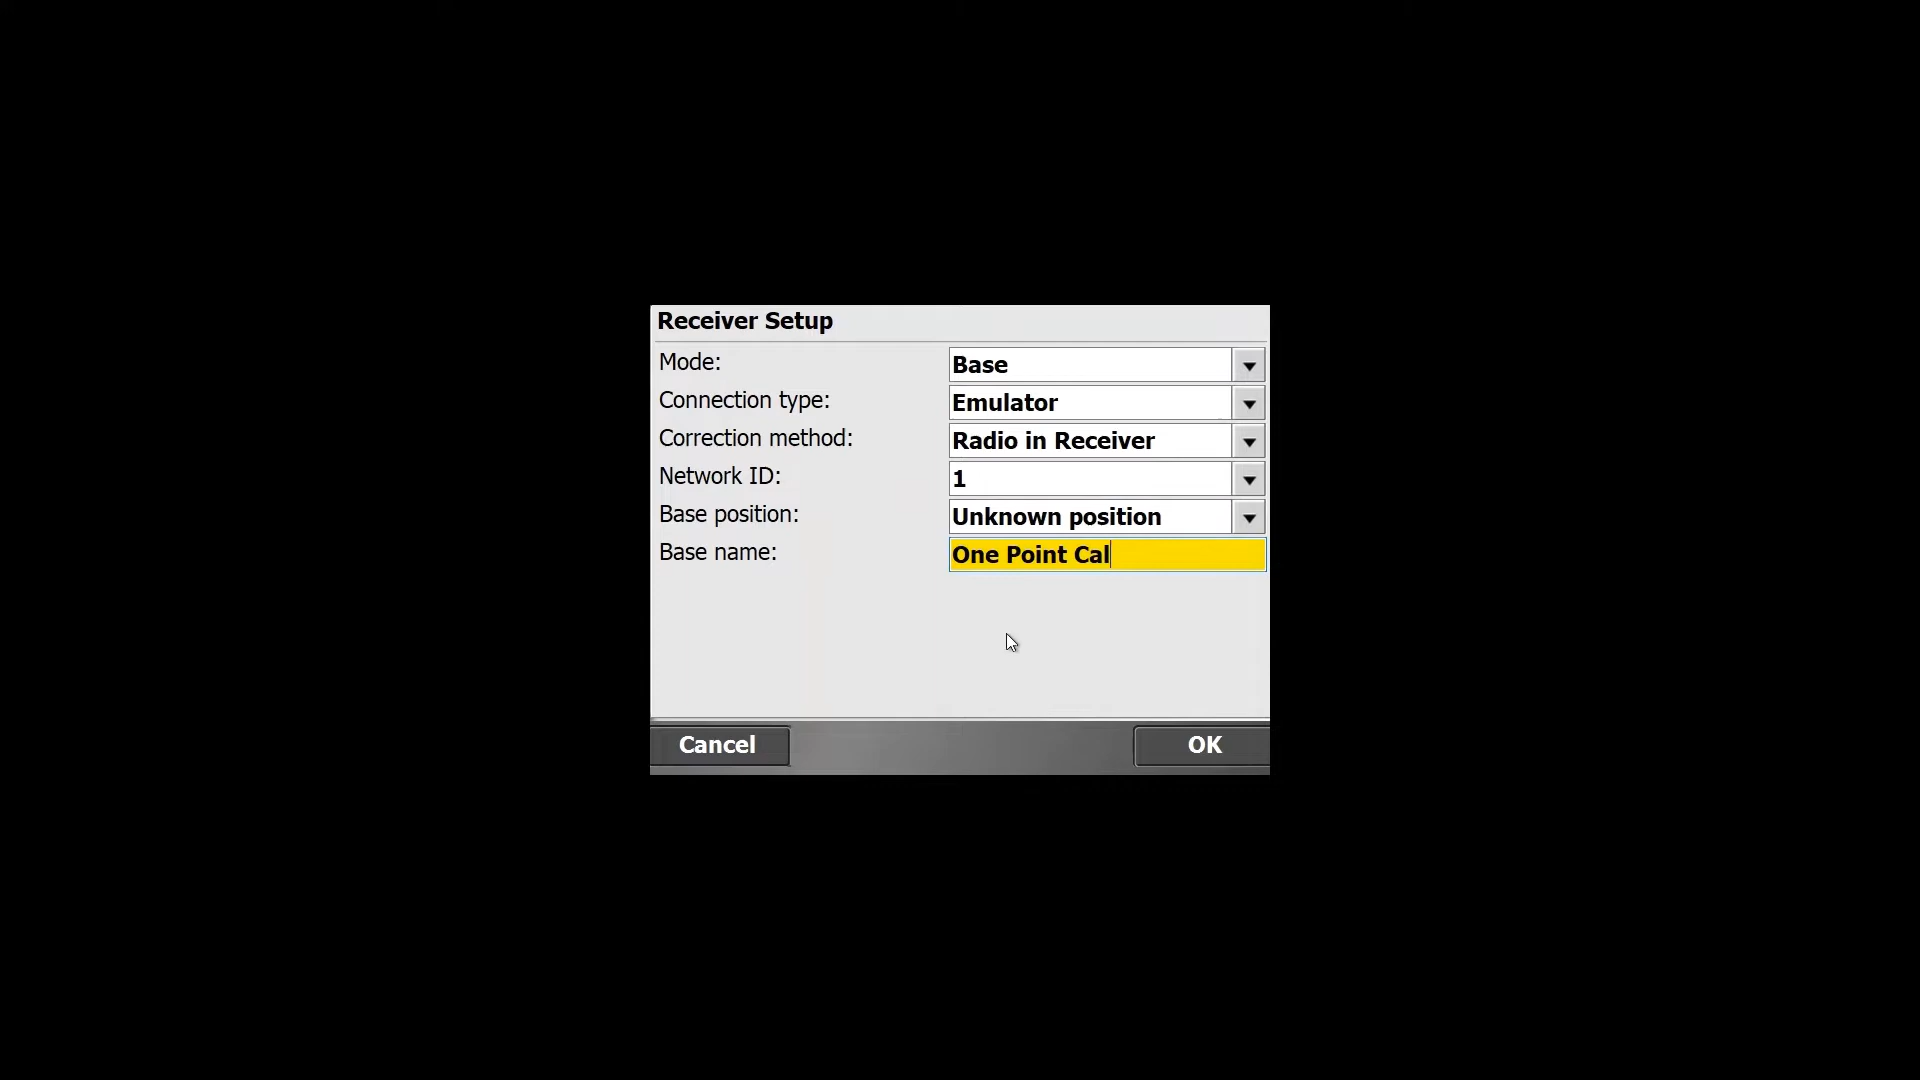 Receiver Setup
Mode: Base
Connection type: Emulator
Correction method: Radio in Receiver
Network ID: 1
Base position: Unknown position
Base name: One Point Cal
Cancel OK